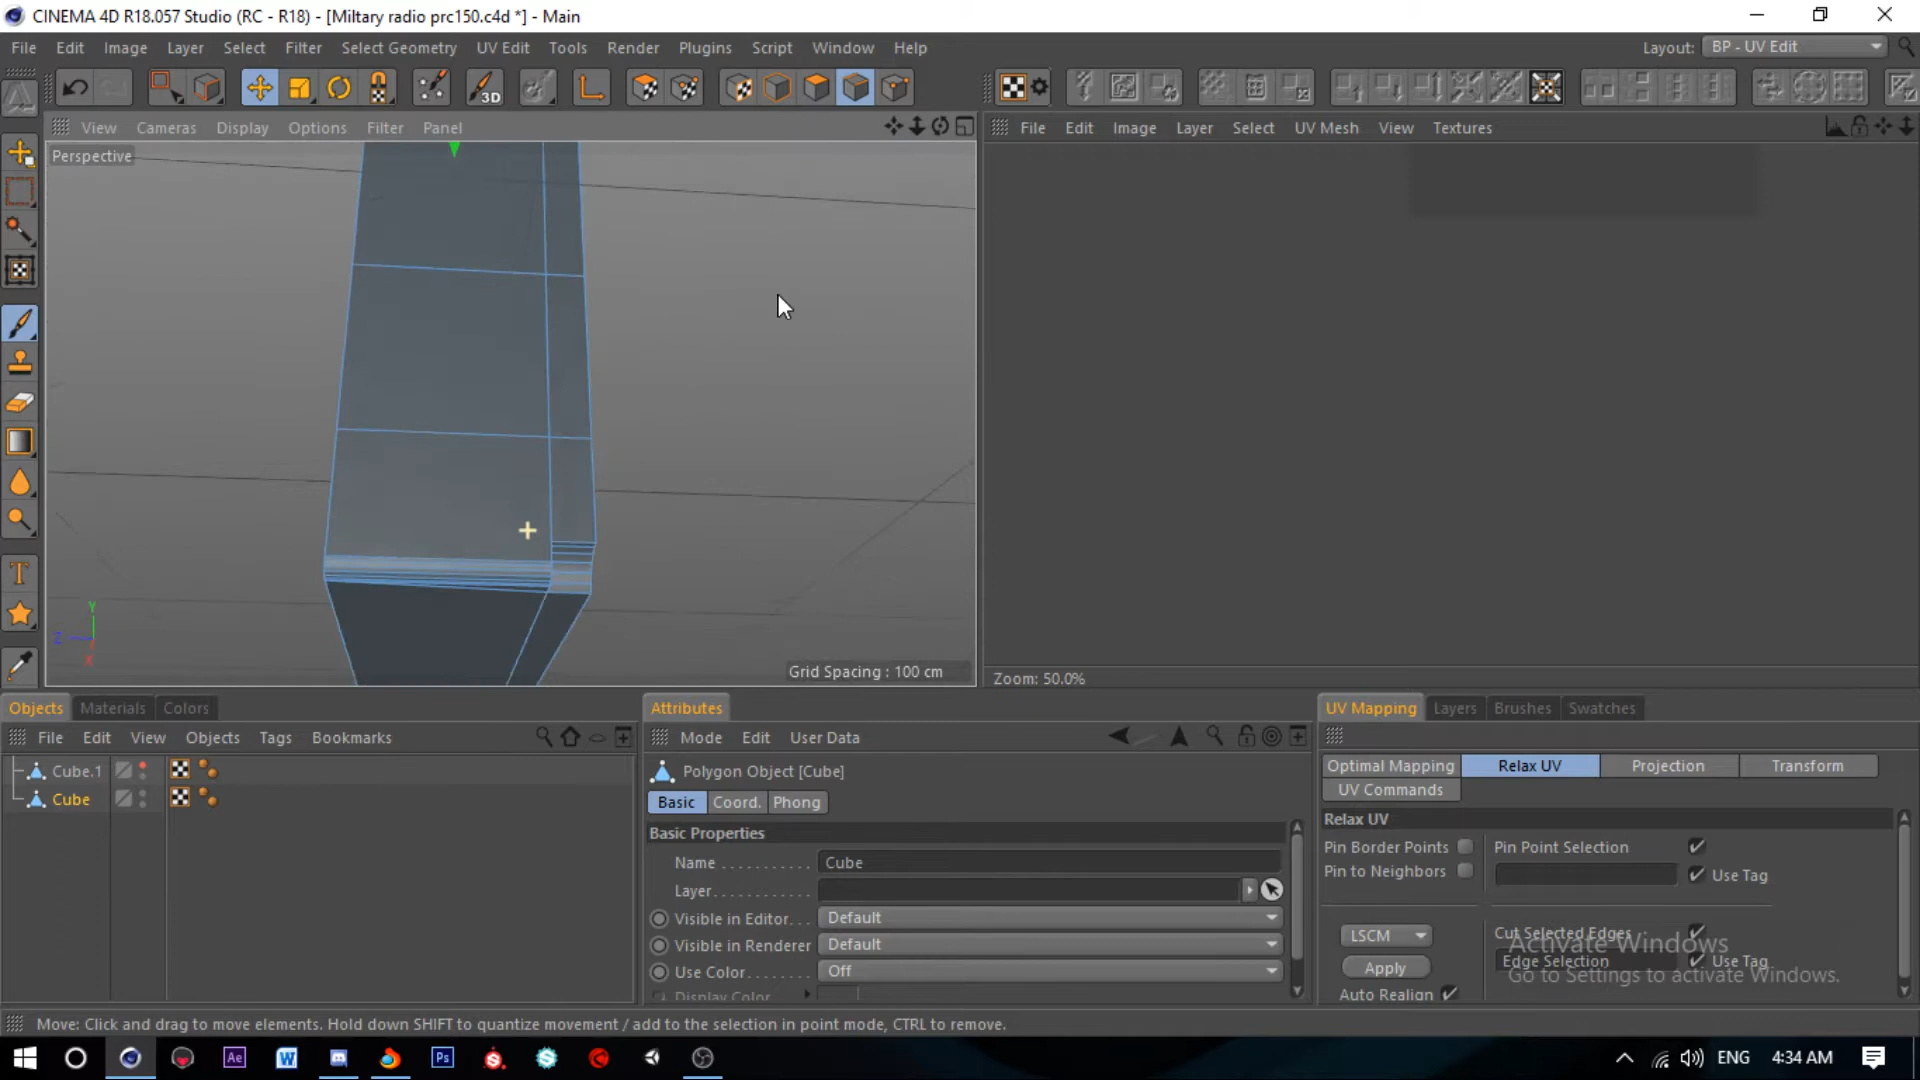 CINEMA 4D R18.057 Studio (RC - R18) - [Miltary radio prc150.c4d *] - Main
File Edit Image Layer Select Filter Select Geometry UV Edit Tools Render Plugins Script Window Help Layout: BP - UV Edit
3D
View Cameras Display Options Filter Panel
File Edit Image Layer Select UV Mesh View Textures
Perspective
T
Y
Z
X
Grid Spacing : 100 cm
Zoom: 50.0%
Objects Materials Colors
File Edit View Objects Tags Bookmarks
Cube.1
Cube
Attributes
Mode Edit User Data
Polygon Object [Cube]
Basic Coord. Phong
Basic Properties
Name . . . . . . . . . . Cube
Layer. . . . . . . . . . .
Visible in Editor. . . Default
Visible in Renderer Default
Use Color. . . . . . . Off
Display Color
UV Mapping Layers Brushes Swatches
Optimal Mapping Relax UV Projection Transform
UV Commands
Relax UV
Pin Border Points Pin Point Selection
Pin to Neighbors Use Tag
LSCM Cut Selected Edges
Edge Selection Use Tag
Apply
Auto Realign
Activate Windows
Go to Settings to activate Windows.
Move: Click and drag to move elements. Hold down SHIFT to quantize movement / add to the selection in point mode, CTRL to remove.
Ae W Ps ENG 4:34 AM